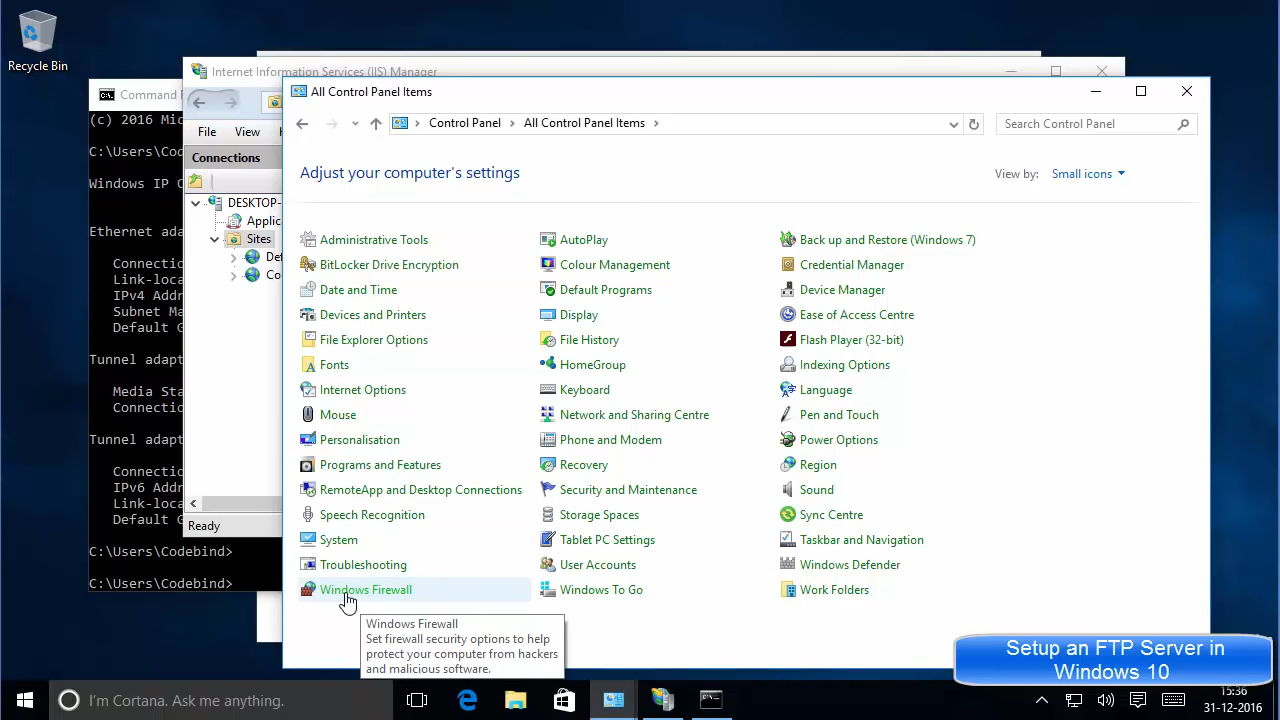 Recycle Bin
Internet Information Services (IIS) Manager
Command
All Control Panel Items
(c) 2016 Mic
File
View
Control Panel
All Control Panel Items
Search Control Panel
C:\Users\Cod
Connections
Adjust your computer's settings
View by:
Small icons
Windows IP C
DESKTOP-
Applic
Sites
Def
Co
Ethernet ada
Connectio
Link-loca
IPv4 Addr
Subnet Ma
Default G
Tunnel adapt
Media Sta
Connectio
Tunnel adapt
Connectio
IPv6 Addr
Link-loca
Default G
Ready
C:\Users\Codebind>
C:\Users\Codebind>
Administrative Tools
AutoPlay
Back up and Restore (Windows 7)
BitLocker Drive Encryption
Colour Management
Credential Manager
Date and Time
Default Programs
Device Manager
Devices and Printers
Display
Ease of Access Centre
File Explorer Options
File History
Flash Player (32-bit)
Fonts
HomeGroup
Indexing Options
Internet Options
Keyboard
Language
Mouse
Network and Sharing Centre
Pen and Touch
Personalisation
Phone and Modem
Power Options
Programs and Features
Recovery
Region
RemoteApp and Desktop Connections
Security and Maintenance
Sound
Speech Recognition
Storage Spaces
Sync Centre
System
Tablet PC Settings
Taskbar and Navigation
Troubleshooting
User Accounts
Windows Defender
Windows Firewall
Windows To Go
Work Folders
Windows Firewall
Set firewall security options to help
protect your computer from hackers
and malicious software.
Setup an FTP Server in
Windows 10
I'm Cortana. Ask me anything.
15:36
31-12-2016